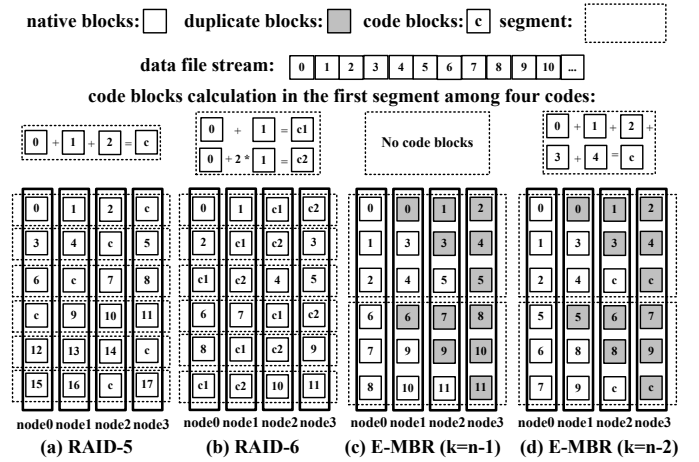 native blocks: duplicate blocks: code blocks: c segment:
data file stream: 0 1 2 3 4 5 6 7 8 9 10 ...
code blocks calculation in the first segment among four codes:
0 + 1 + 2 = c
0 + 1 = c1
0 + 2 * 1 = c2
No code blocks
0 + 1 + 2 +
3 + 4 = c
0 1 2 c
3 4 c 5
6 c 7 8
c 9 10 11
12 13 14 c
15 16 c 17
node0 node1 node2 node3
(a) RAID-5
0 1 c1 c2
2 c1 c2 3
c1 c2 4 5
6 7 c1 c2
8 c1 c2 9
c1 c2 10 11
node0 node1 node2 node3
(b) RAID-6
0 0 1 2
1 3 3 4
2 4 5 5
6 6 7 8
7 9 9 10
8 10 11 11
node0 node1 node2 node3
(c) E-MBR (k=n-1)
0 0 1 2
1 3 3 4
2 4 c c
5 5 6 7
6 8 8 9
7 9 c c
node0 node1 node2 node3
(d) E-MBR (k=n-2)